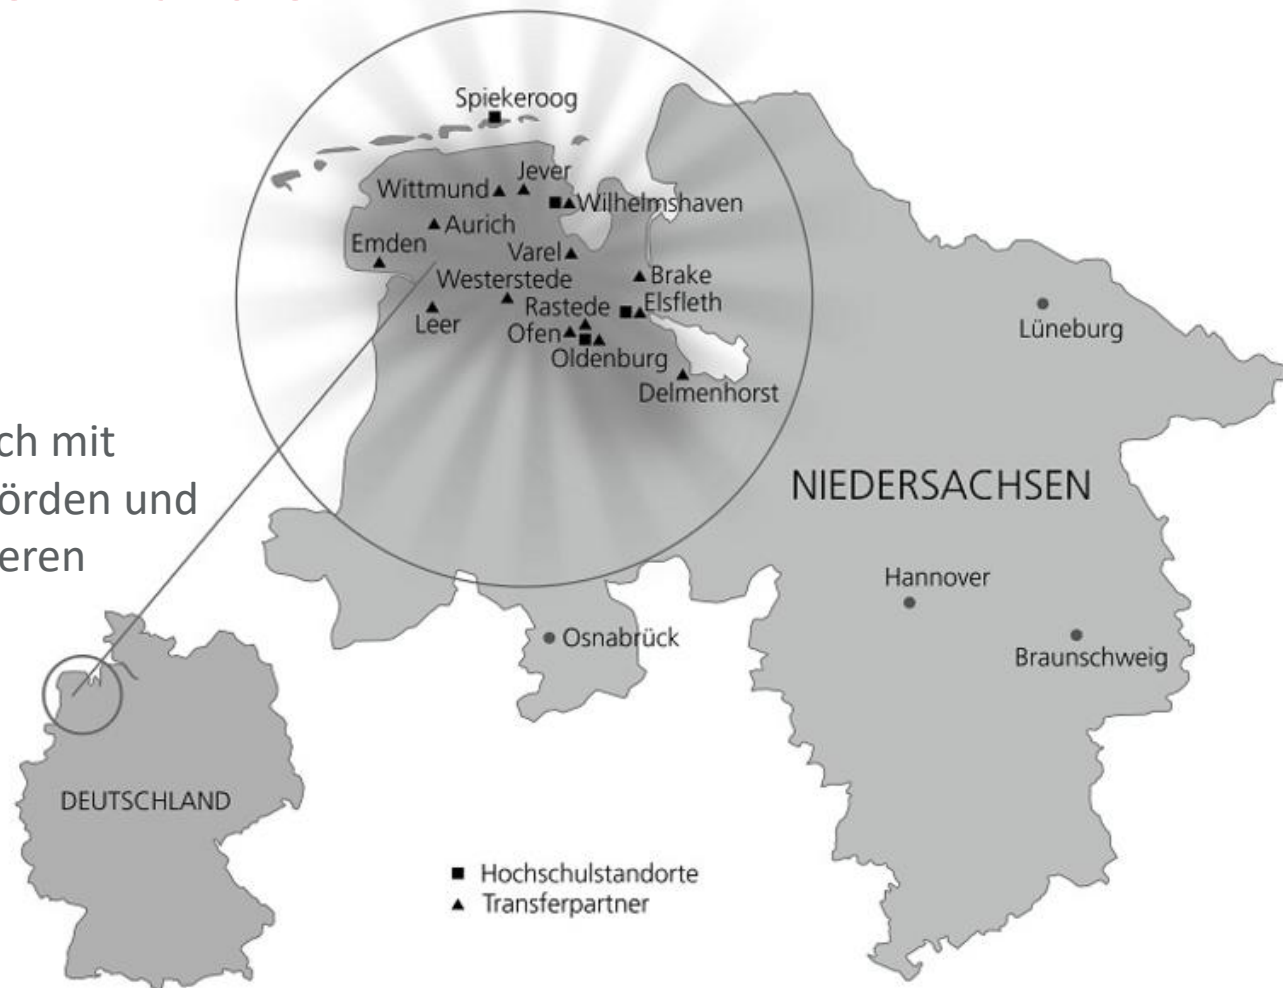 Spiekeroog
Jever
Wittmund
Wilhelmshaven
Aurich
Emden
Varel
Westerstede
Brake
Rastede
Elsfleth
Leer
Ofen
Oldenburg
Delmenhorst
Lüneburg
ch mit
örden und
eren
NIEDERSACHSEN
Hannover
Osnabrück
Braunschweig
DEUTSCHLAND
Hochschulstandorte
Transferpartner